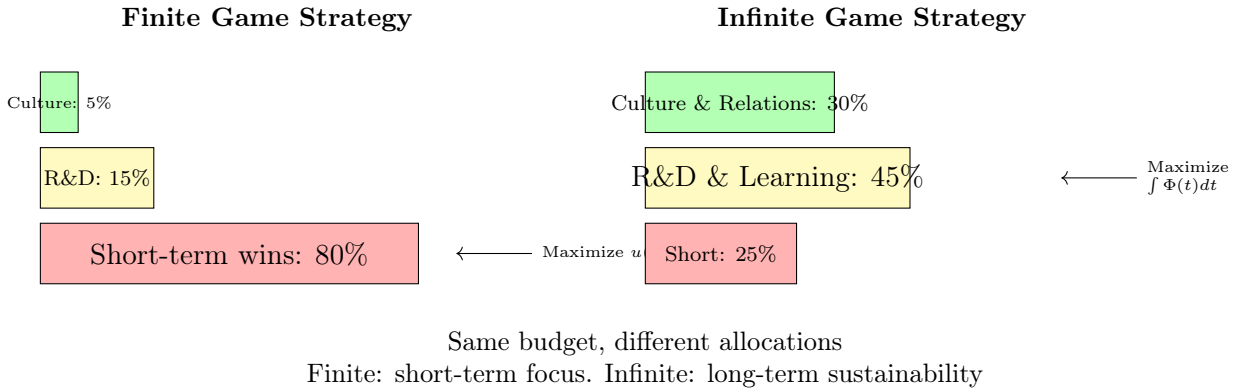 Finite Game Strategy
Culture: 5%
R&D: 15%
Short-term wins: 80%
Maximize u(
Infinite Game Strategy
Culture & Relations: 30%
R&D & Learning: 45%
Maximize
∫ Φ(t)dt
Short: 25%
Same budget, different allocations
Finite: short-term focus. Infinite: long-term sustainability